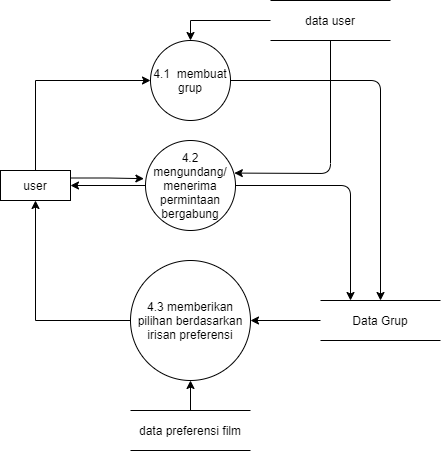 data user
4.1 membuat
grup
4.2
mengundang/
menerima
permintaan
bergabung
user
4.3 memberikan
pilihan berdasarkan
irisan preferensi
Data Grup
data preferensi film